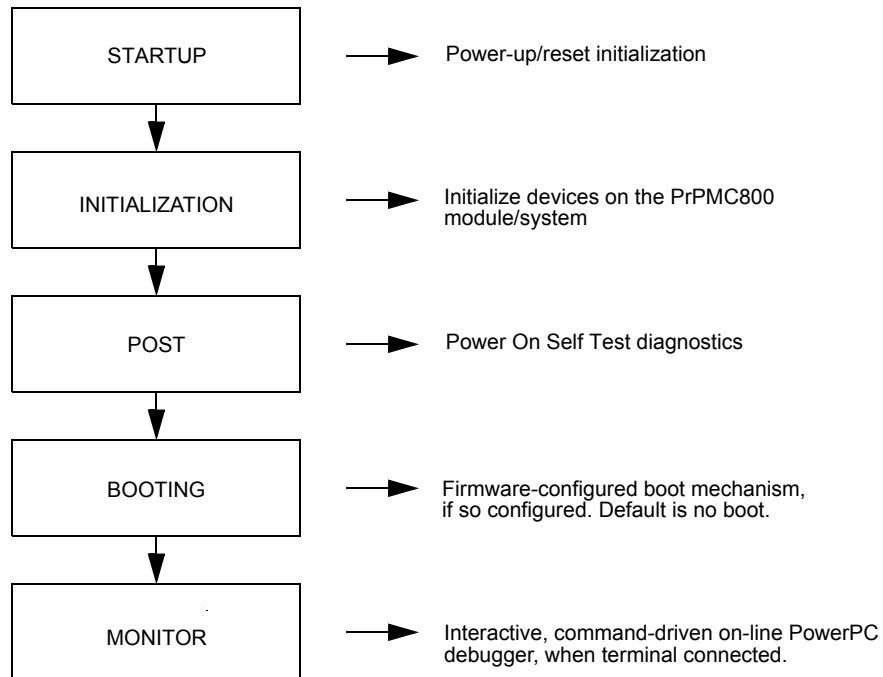 STARTUP
Power-up/reset initialization
INITIALIZATION
Initialize devices on the PrPMC800
module/system
POST
Power On Self Test diagnostics
BOOTING
Firmware-configured boot mechanism,
if so configured. Default is no boot.
MONITOR
Interactive, command-driven on-line PowerPC
debugger, when terminal connected.